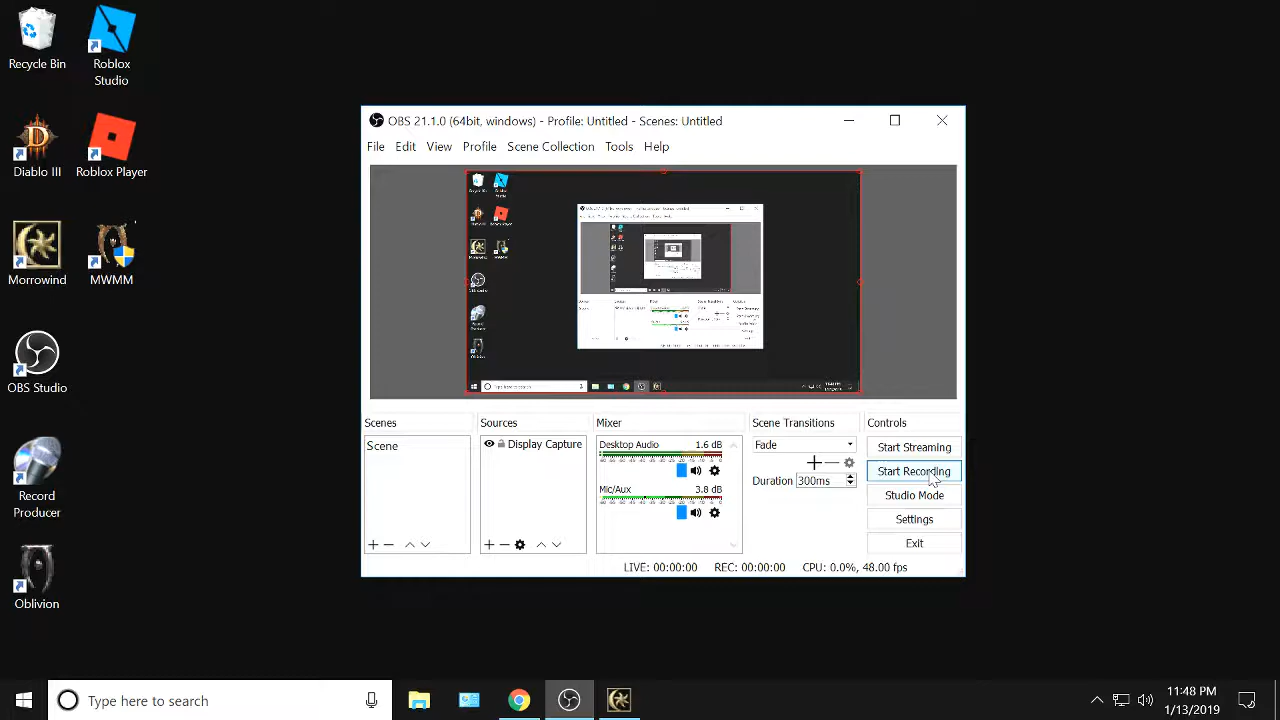 Recycle Bin
Roblox
Studio
Diablo III
Roblox Player
Morrowind
MWMM
OBS Studio
Record
Producer
Oblivion
OBS 21.1.0 (64bit, windows) - Profile: Untitled - Scenes: Untitled
File Edit View Profile Scene Collection Tools Help
Scenes
Scene
Sources
Display Capture
Mixer
Desktop Audio 1.6 dB
Mic/Aux 3.8 dB
Scene Transitions
Fade
Duration 300ms
Controls
Start Streaming
Start Recording
Studio Mode
Settings
Exit
LIVE: 00:00:00 REC: 00:00:00 CPU: 0.0%, 48.00 fps
Type here to search
1:48 PM
1/13/2019